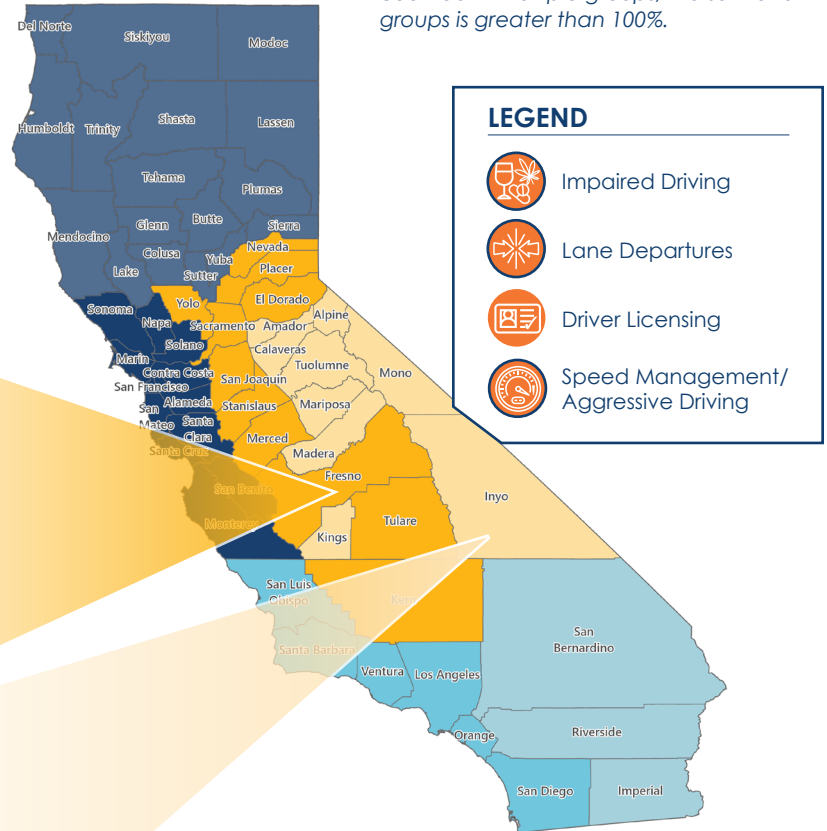 groups is greater than 100%.
LEGEND
Impaired Driving
Lane Departures
Driver Licensing
Speed Management/
Aggressive Driving
Del Norte
Siskiyou
Modoc
Humboldt
Trinity
Shasta
Lassen
Tehama
Plumas
Mendocino
Glenn
Butte
Sierra
Colusa
Lake
Yuba
Sutter
Nevada
Placer
Yolo
El Dorado
Sonoma
Napa
Sacramento
Amador
Alpine
Solano
Calaveras
Marin
Tuolumne
Mono
Contra Costa
San Francisco
San Joaquin
Alameda
San
Mateo
Santa
Clara
Stanislaus
Mariposa
Merced
Santa Cruz
Madera
Fresno
San Benito
Inyo
Monterey
Tulare
Kings
San Luis
Obispo
Kern
Santa Barbara
Ventura
Los Angeles
San
Bernardino
Orange
Riverside
San Diego
Imperial